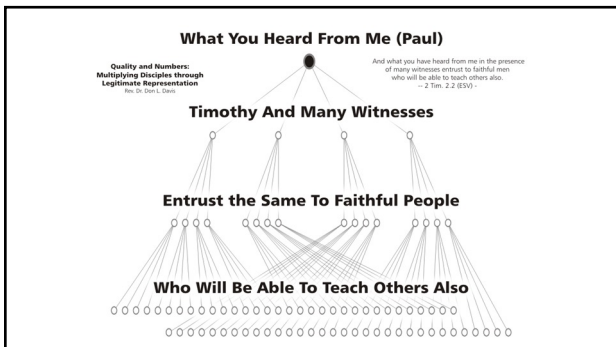 What You Heard From Me (Paul)
Quality and Numbers:
Multiplying Disciples through
Legitimate Representation
Rev. Dr. Don L. Davis
And what you have heard from me in the presence
of many witnesses entrust to faithful men
who will be able to teach others also.
-- 2 Tim. 2.2 (ESV) -
Timothy And Many Witnesses
Entrust the Same To Faithful People
Who Will Be Able To Teach Others Also